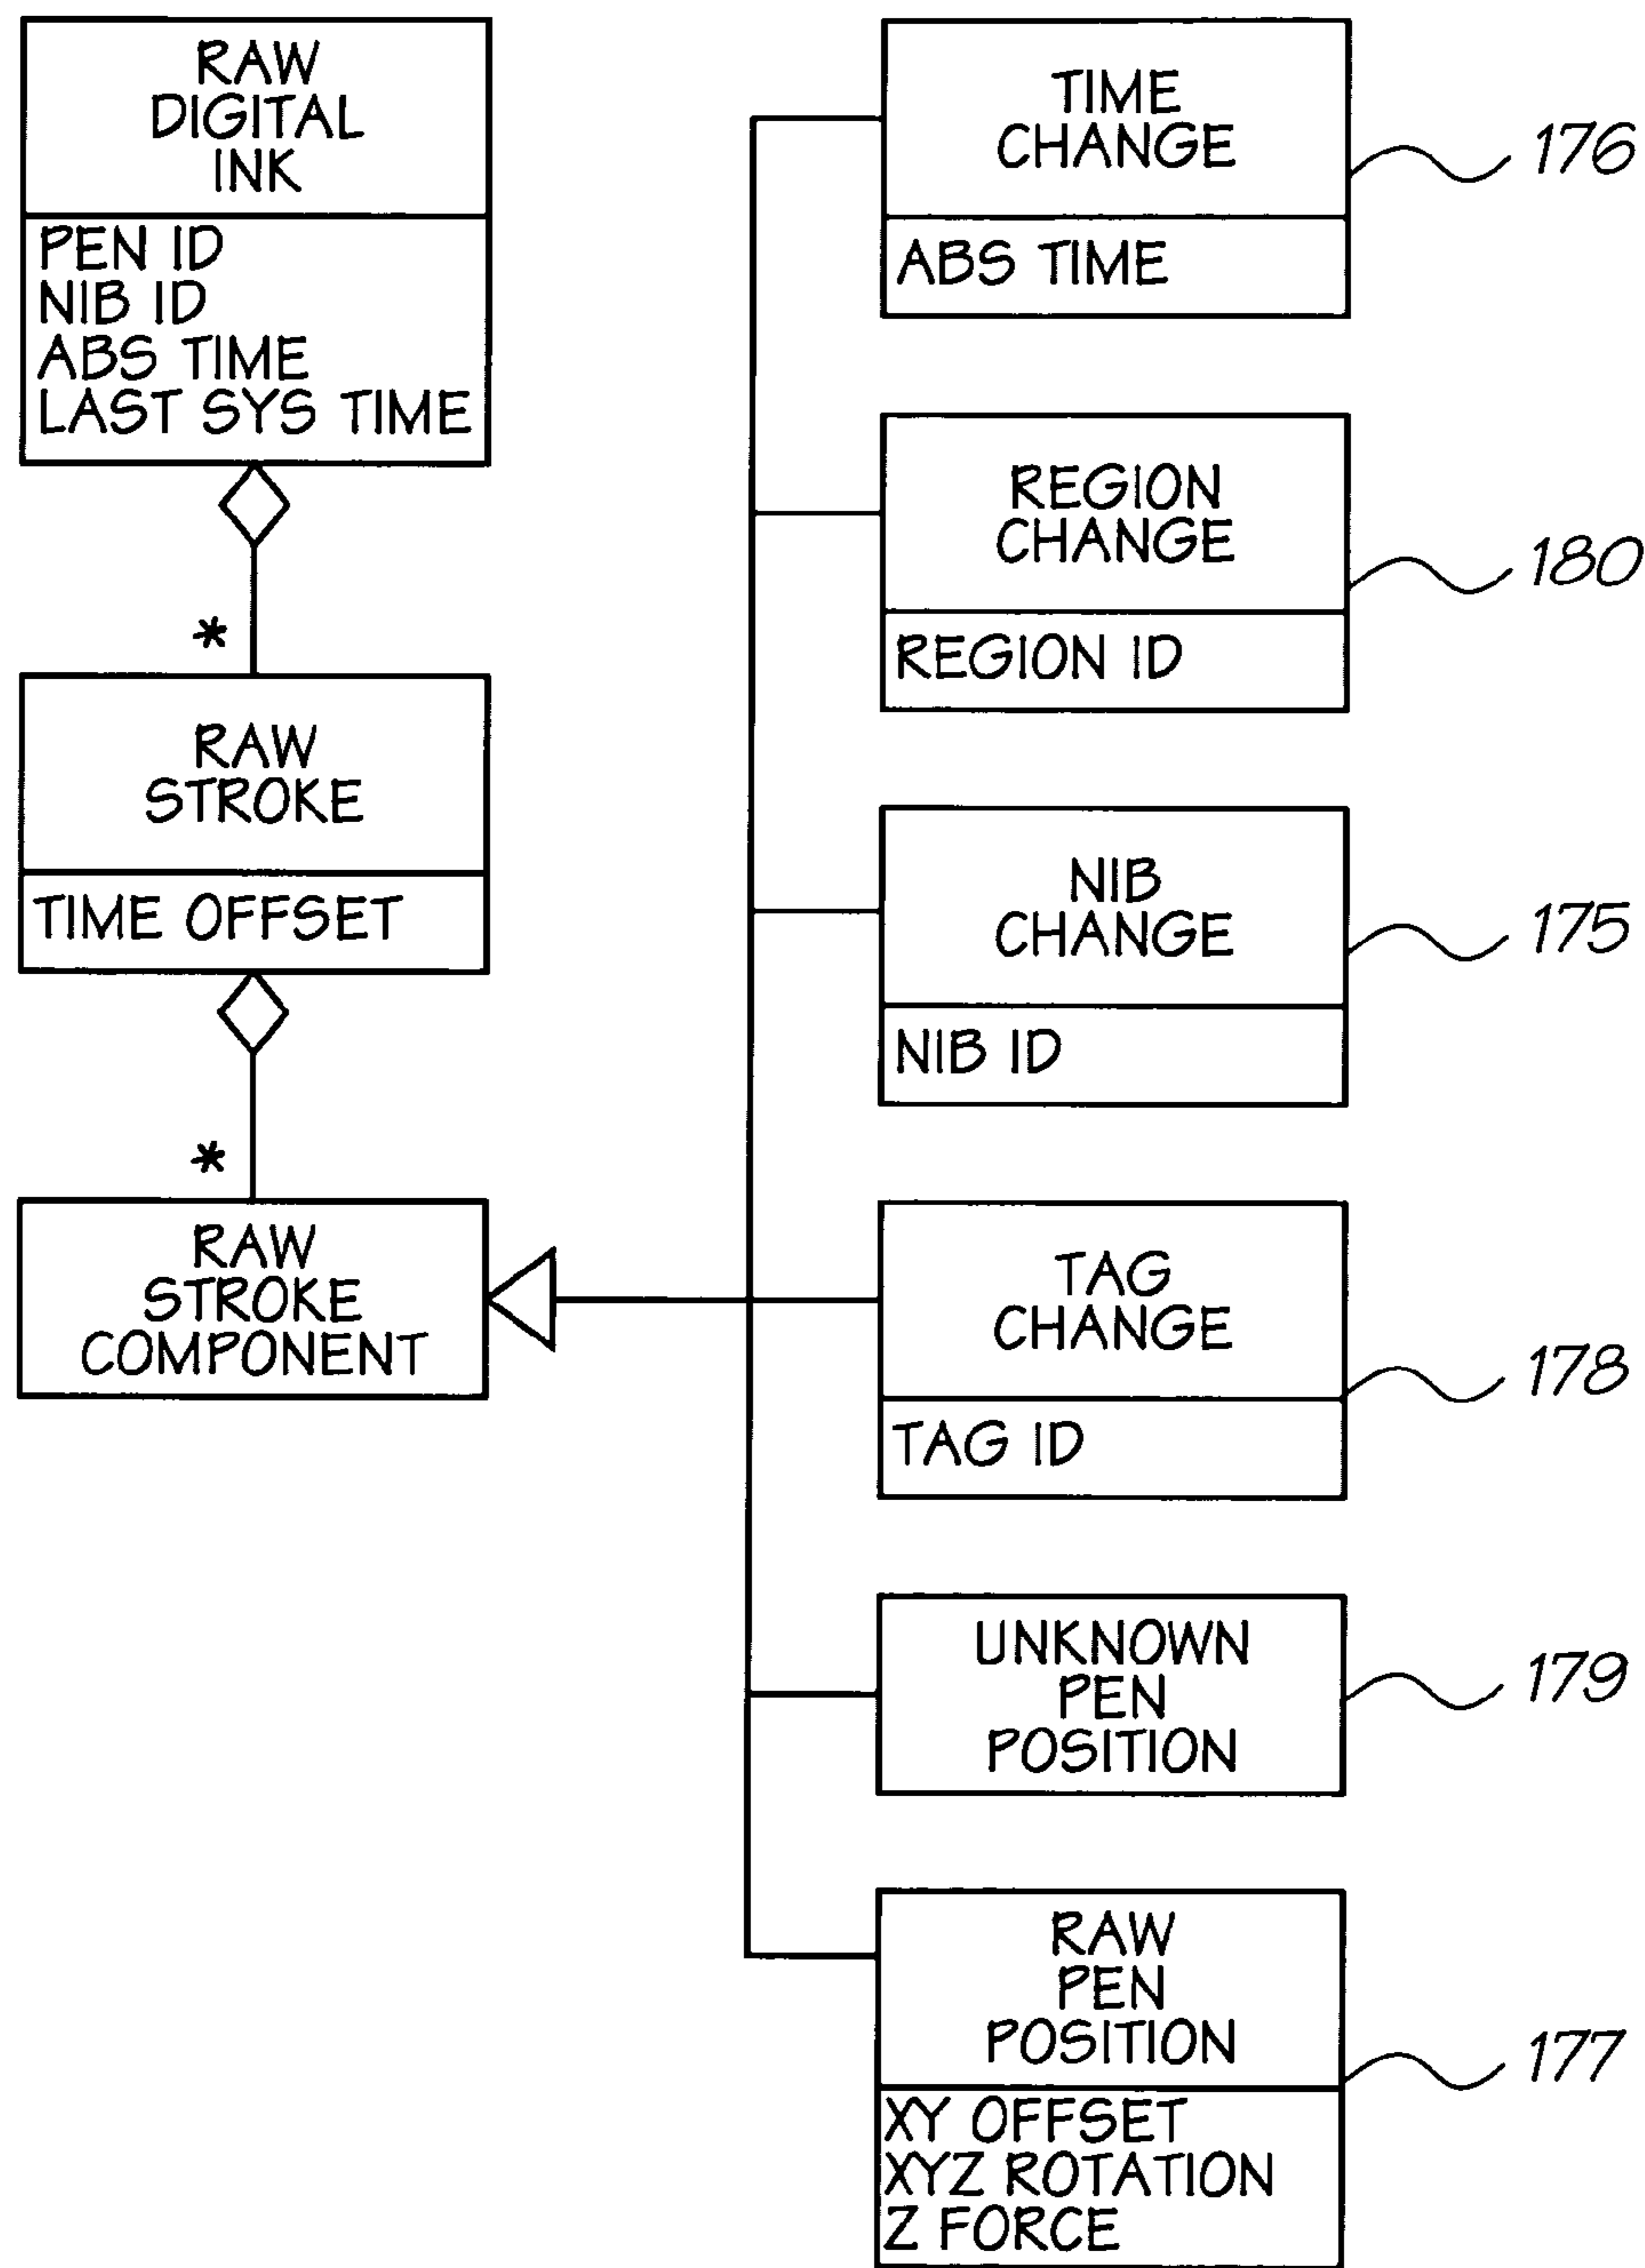 RAW
DIGITAL
INK
PEN ID
NIB ID
ABS TIME
LAST SYS TIME
*
RAW
STROKE
TIME OFFSET
*
RAW
STROKE
COMPONENT
TIME
CHANGE
176
ABS TIME
REGION
CHANGE
180
REGION ID
NIB
CHANGE
175
NIB ID
TAG
CHANGE
178
TAG ID
UNKNOWN
PEN
POSITION
179
RAW
PEN
POSITION
177
XY OFFSET
XYZ ROTATION
Z FORCE